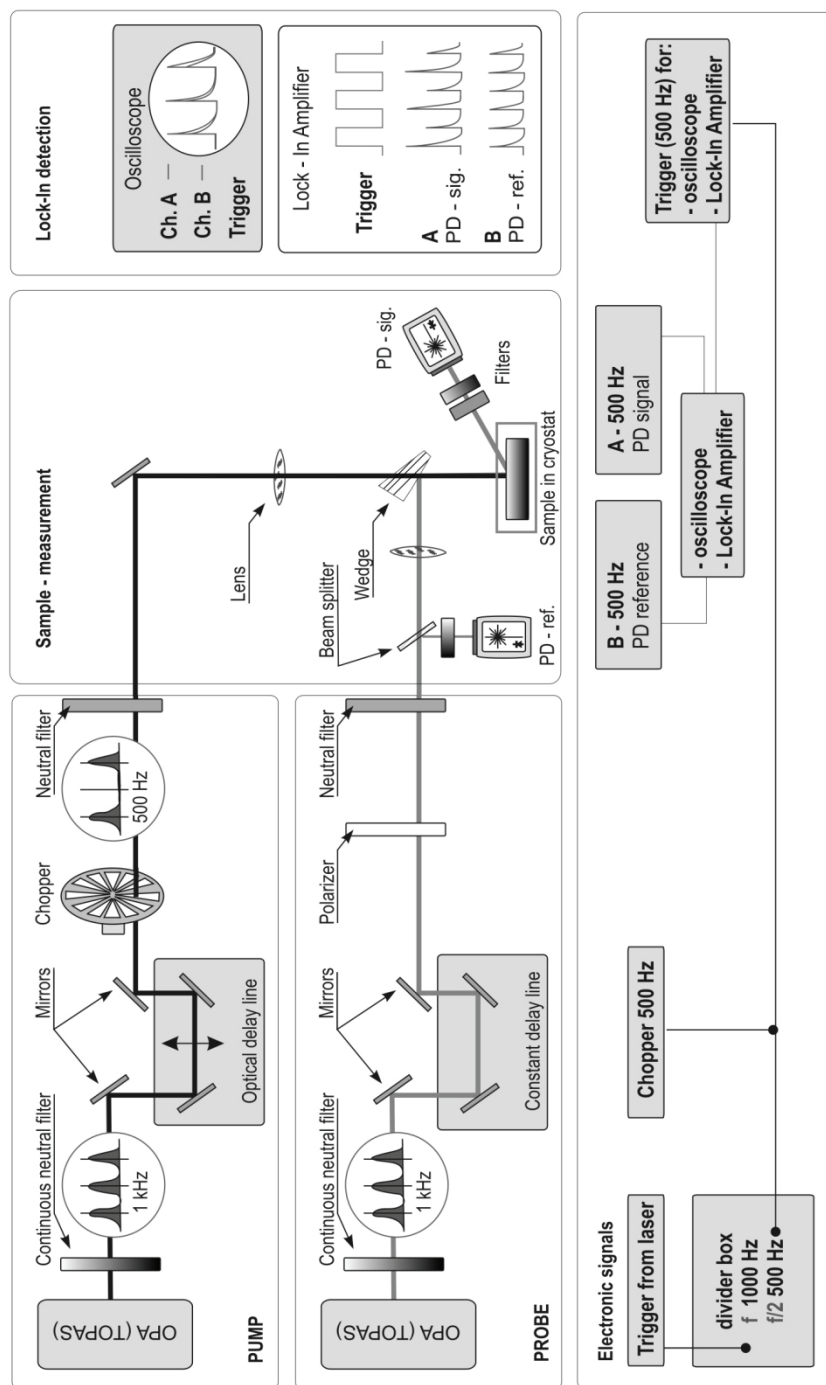 PUMP
OPA (TOPAS)
Continuous neutral filter
1 kHz
Mirrors
Optical delay line
Chopper
500 Hz
Neutral filter
PROBE
OPA (TOPAS)
Continuous neutral filter
1 kHz
Mirrors
Constant delay line
Polarizer
Neutral filter
Sample - measurement
Lens
Beam splitter
Wedge
PD - ref.
PD - sig.
Filters
Sample in cryostat
Lock-In detection
Oscilloscope
Ch. A
Ch. B
Trigger
Lock - In Amplifier
Trigger
A
PD - sig.
B
PD - ref.
Electronic signals
Trigger from laser
divider box
f 1000 Hz
f/2 500 Hz
Chopper 500 Hz
B - 500 Hz
PD reference
A - 500 Hz
PD signal
- oscilloscope
- Lock-In Amplifier
Trigger (500 Hz) for:
- oscilloscope
- Lock-In Amplifier